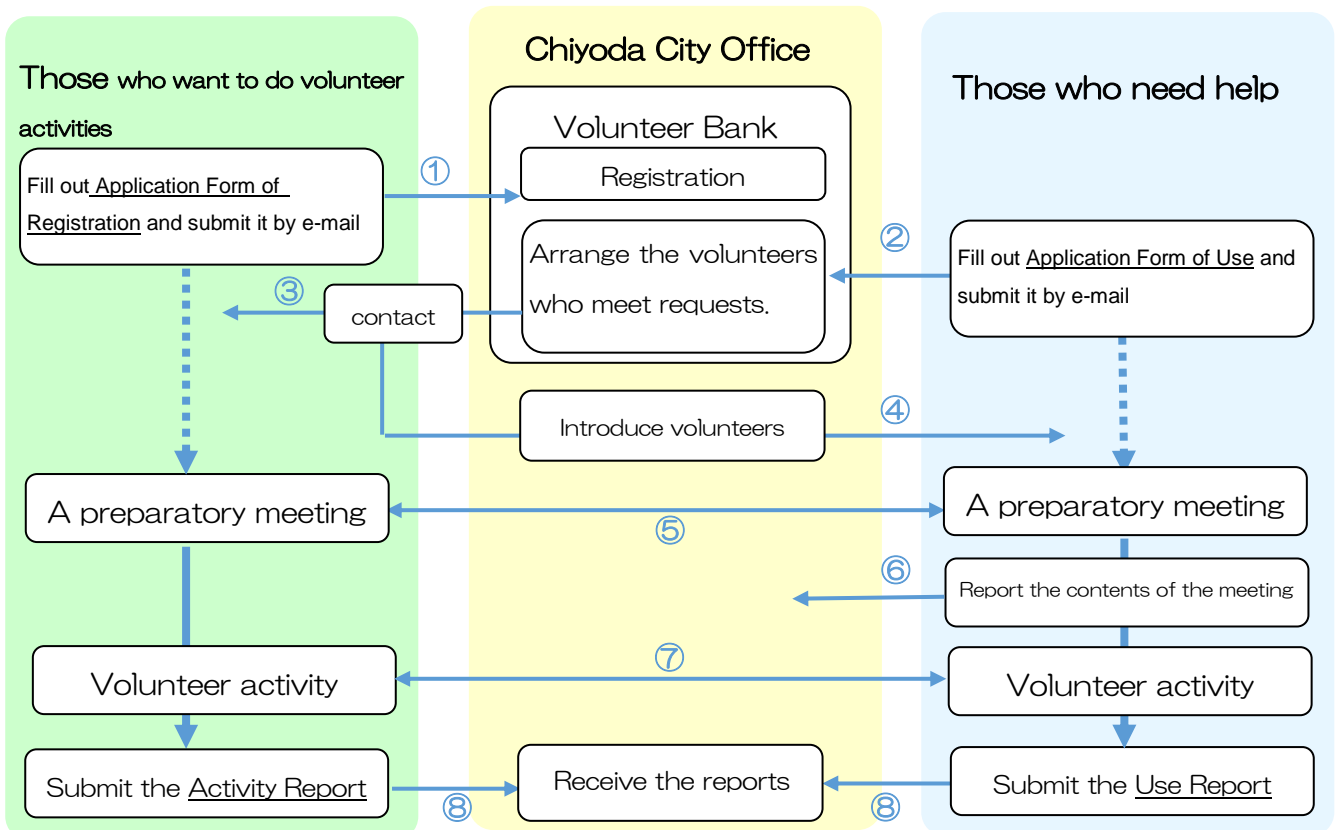 Those who want to do volunteer
activities
Chiyoda City Office
Those who need help
Volunteer Bank
Fill out Application Form of
Registration and submit it by e-mail
①
Registration
②
Arrange the volunteers
who meet requests.
Fill out Application Form of Use and
submit it by e-mail
③
contact
Introduce volunteers
④
A preparatory meeting
⑤
A preparatory meeting
⑥
Report the contents of the meeting
Volunteer activity
⑦
Volunteer activity
Submit the Activity Report
⑧
Receive the reports
⑧
Submit the Use Report